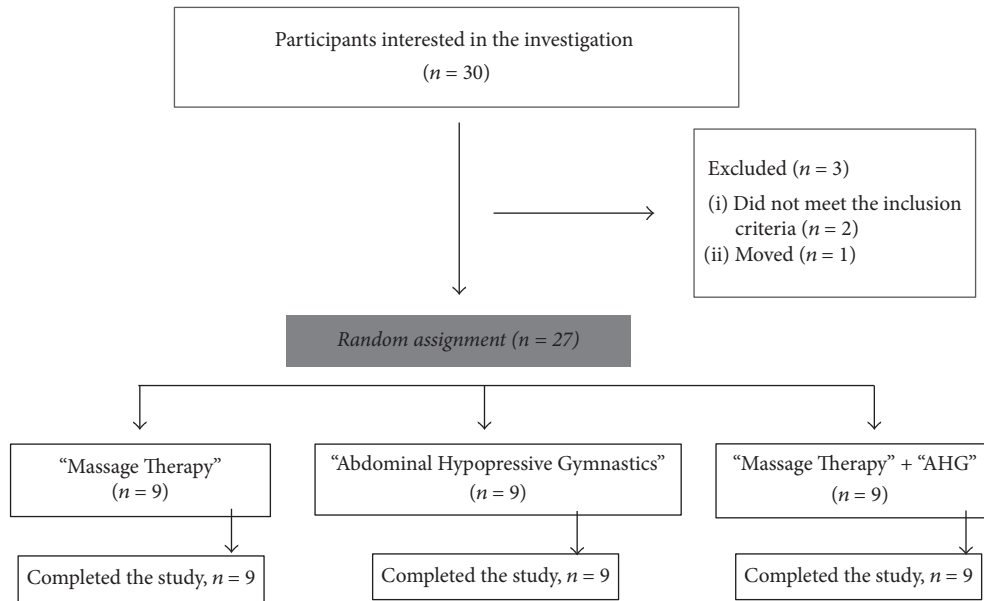 Participants interested in the investigation
(n = 30)
Excluded (n = 3)
(i) Did not meet the inclusion
criteria (n = 2)
(ii) Moved (n = 1)
Random assignment (n = 27)
“Massage Therapy”
(n = 9)
“Abdominal Hypopressive Gymnastics”
(n = 9)
“Massage Therapy” + “AHG”
(n = 9)
Completed the study, n = 9
Completed the study, n = 9
Completed the study, n = 9